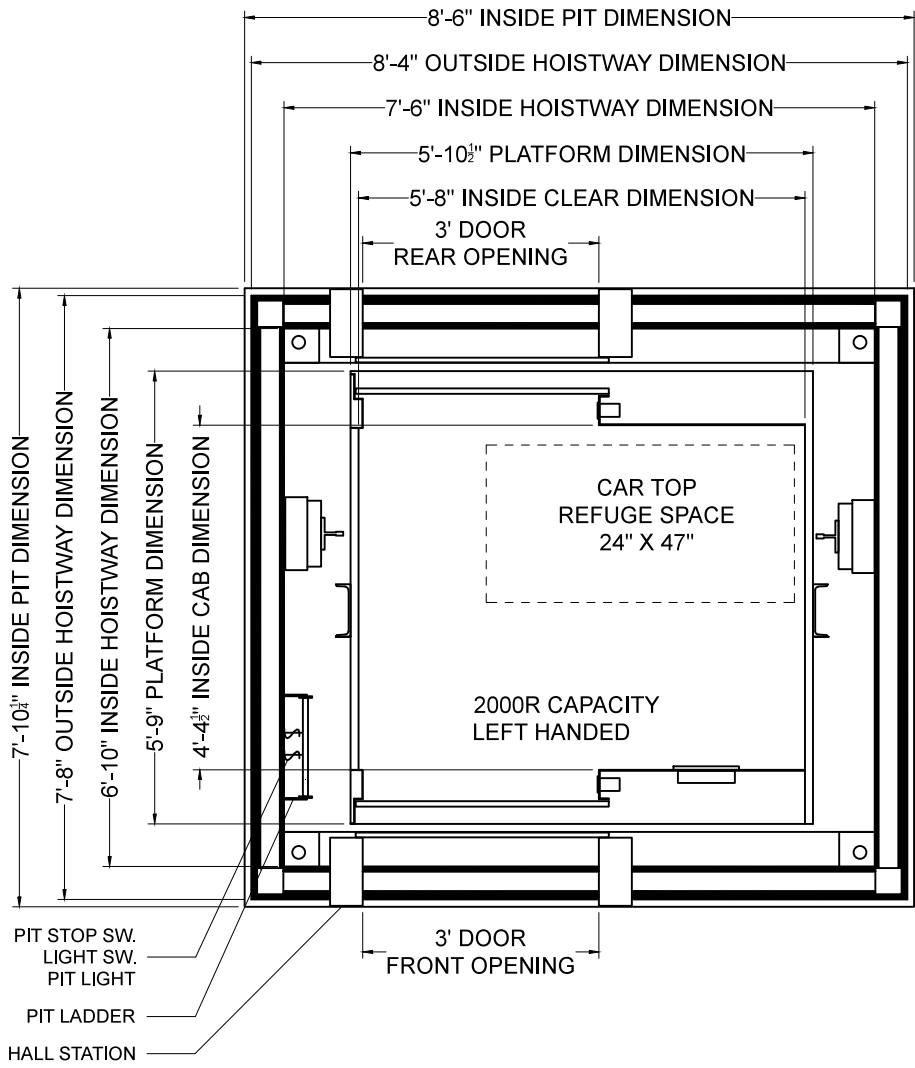 8'-6" INSIDE PIT DIMENSION
8'-4" OUTSIDE HOISTWAY DIMENSION
7'-6" INSIDE HOISTWAY DIMENSION
5'-10½" PLATFORM DIMENSION
5'-8" INSIDE CLEAR DIMENSION
3' DOOR
REAR OPENING
7'-10¼" INSIDE PIT DIMENSION
7'-8" OUTSIDE HOISTWAY DIMENSION
6'-10" INSIDE HOISTWAY DIMENSION
5'-9" PLATFORM DIMENSION
4'-4½" INSIDE CAB DIMENSION
CAR TOP
REFUGE SPACE
24" X 47"
2000R CAPACITY
LEFT HANDED
3' DOOR
FRONT OPENING
PIT STOP SW.
LIGHT SW.
PIT LIGHT
PIT LADDER
HALL STATION